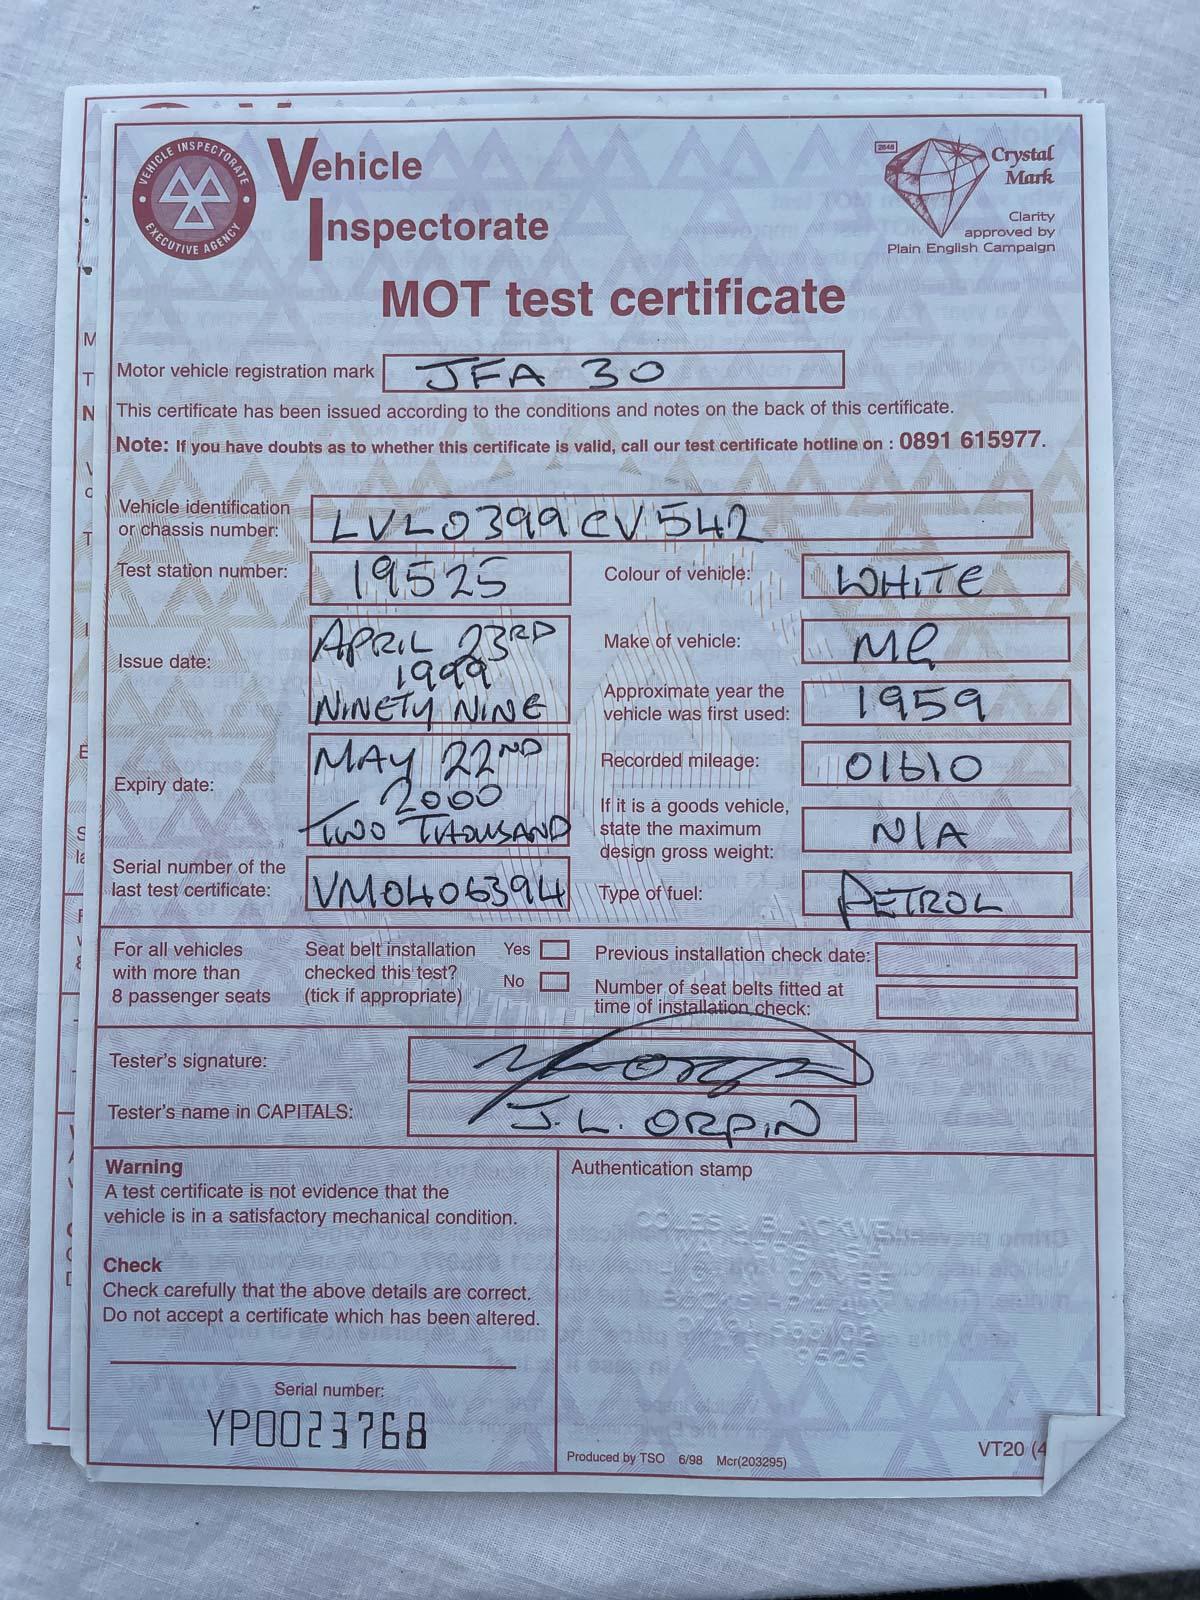 VEHICLE INSPECTORATE
EXECUTIVE AGENCY
Vehicle
Inspectorate
2848
Crystal
Mark
Clarity
approved by
Plain English Campaign
MOT test certificate
Motor vehicle registration mark JFA 30
This certificate has been issued according to the conditions and notes on the back of this certificate.
Note: If you have doubts as to whether this certificate is valid, call our test certificate hotline on : 0891 615977.
Vehicle identification
or chassis number: LVL0399CV542
Test station number: 19525
Colour of vehicle: WHITE
Issue date: APRIL 23RD
1999
NINETY NINE
Make of vehicle: MG
Approximate year the
vehicle was first used: 1959
Expiry date: MAY 22ND
2000
TWO THOUSAND
Recorded mileage: 01610
If it is a goods vehicle,
state the maximum
design gross weight: N/A
Serial number of the
last test certificate: VM0406394
Type of fuel: PETROL
For all vehicles
with more than
8 passenger seats
Seat belt installation
checked this test?
(tick if appropriate)
Yes
No
Previous installation check date:
Number of seat belts fitted at
time of installation check:
Tester's signature:
Tester's name in CAPITALS: J.L. ORPIN
Warning
A test certificate is not evidence that the
vehicle is in a satisfactory mechanical condition.
Check
Check carefully that the above details are correct.
Do not accept a certificate which has been altered.
Serial number:
YP0023768
Authentication stamp
COLES & BLACKWELL
Produced by TSO 6/98 Mcr(203295)
VT20 (4